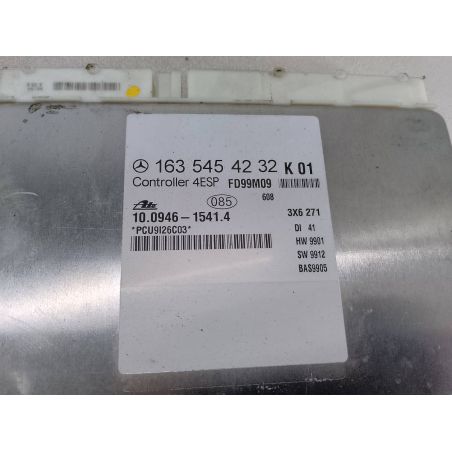 163 545 42 32 K 01
Controller 4ESP FD99M09
085 608
Ate
10.0946-1541.4 3X6 271
*PCU9I26C03* DI 41
HW 9901
SW 9912
BAS9905